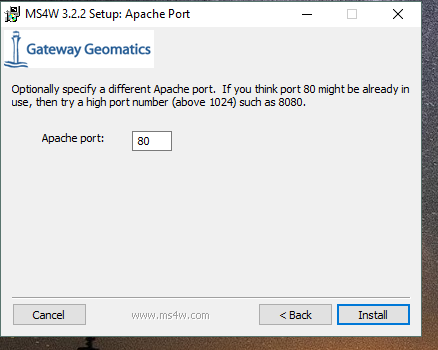 MS4W 3.2.2 Setup: Apache Port
Gateway Geomatics
Optionally specify a different Apache port. If you think port 80 might be already in
use, then try a high port number (above 1024) such as 8080.
Apache port: 80
Cancel www.ms4w.com < Back Install